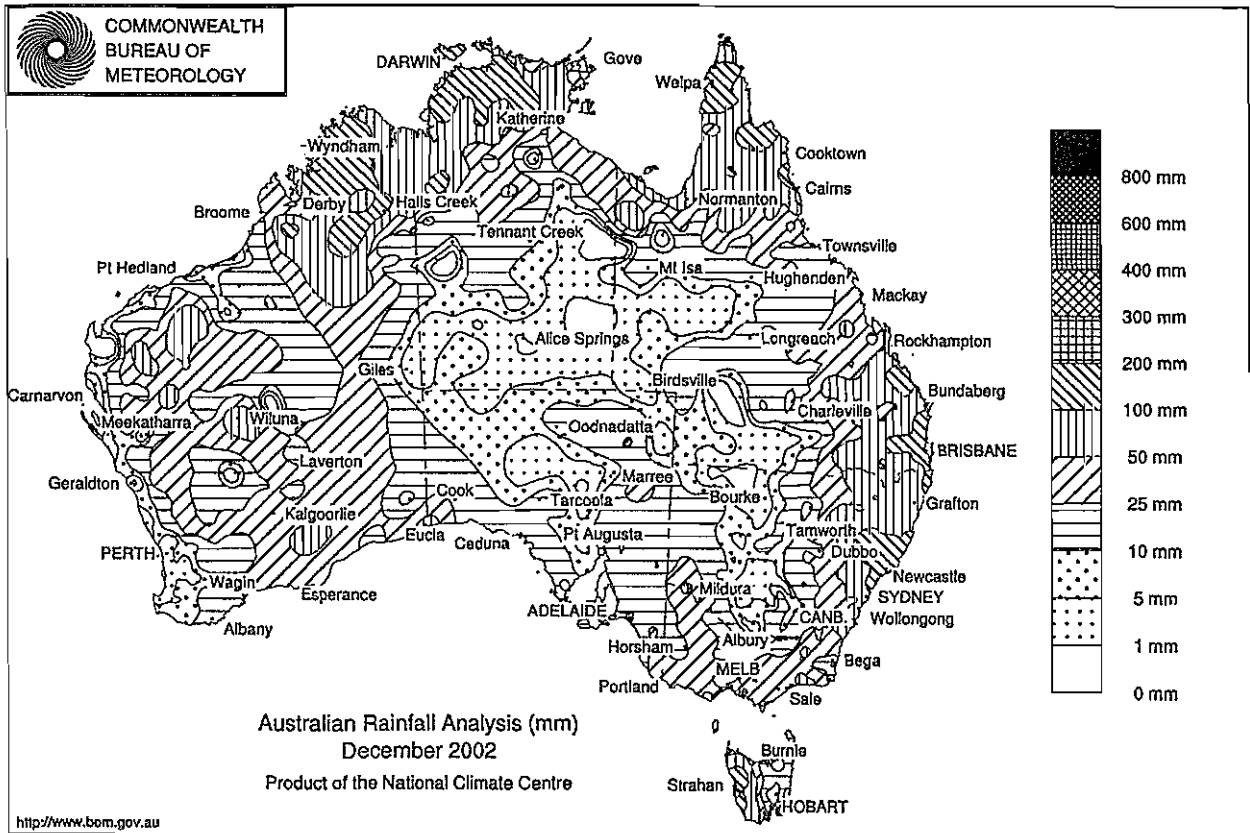 COMMONWEALTH
BUREAU OF
METEOROLOGY
DARWIN
Gove
Weipa
Katherine
Wyndham
Cooktown
Cairns
Derby
Halls Creek
Normanton
Broome
Tennant Creek
Townsville
Pt Hedland
Mt Isa
Hughenden
Mackay
Alice Springs
Longreach
Rockhampton
Giles
Birdsville
Carnarvon
Bundaberg
Charleville
Meekatharra
Wiluna
Oodnadatta
BRISBANE
Laverton
Marree
Geraldton
Cook
Tarcoola
Bourke
Grafton
Kalgoorlie
Eucla
Ceduna
Pt Augusta
Tamworth
PERTH
Dubbo
Wagin
Esperance
Mildura
Newcastle
SYDNEY
ADELAIDE
CANB.
Wollongong
Albany
Horsham
Albury
Bega
MELB
Portland
Sale
Burnie
Strahan
HOBART
800 mm
600 mm
400 mm
300 mm
200 mm
100 mm
50 mm
25 mm
10 mm
5 mm
1 mm
0 mm
Australian Rainfall Analysis (mm)
December 2002
Product of the National Climate Centre
http://www.bom.gov.au